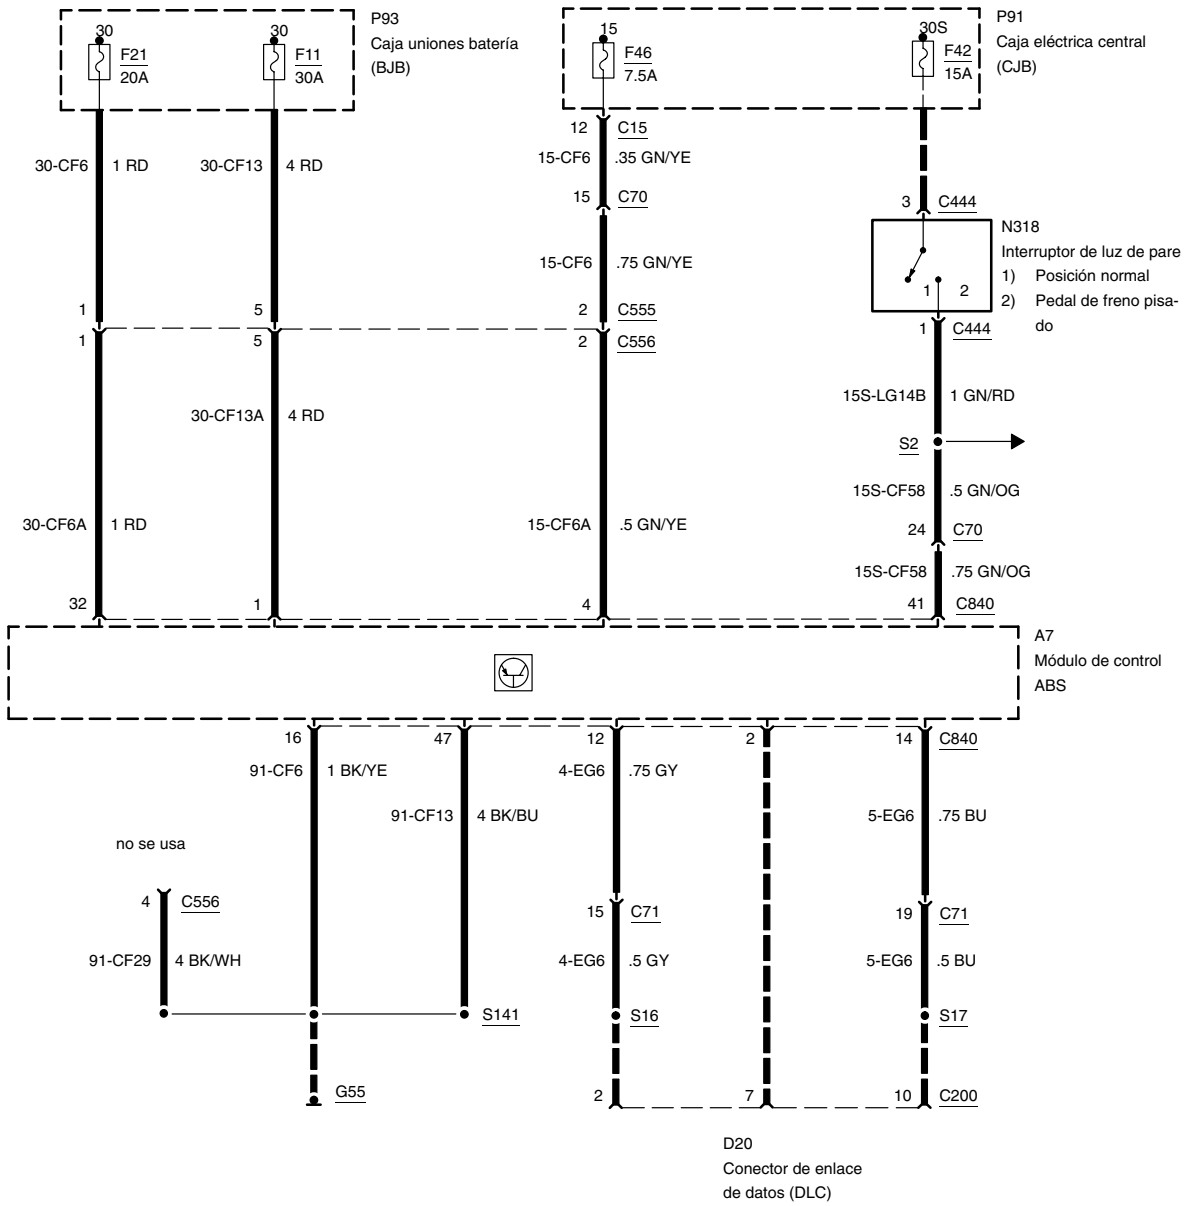 P93
Caja uniones batería
(BJB)
30
F21
20A
30
F11
30A
P91
Caja eléctrica central
(CJB)
15
F46
7.5A
30S
F42
15A
12 C15
30-CF6 1 RD
30-CF13 4 RD
15-CF6 .35 GN/YE
15 C70
3 C444
N318
Interruptor de luz de pare
1) Posición normal
2) Pedal de freno pisa-
do
1 2
15-CF6 .75 GN/YE
1
5
2 C555
1
5
2 C556
1 C444
30-CF13A 4 RD
15S-LG14B 1 GN/RD
S2
15S-CF58 .5 GN/OG
30-CF6A 1 RD
15-CF6A .5 GN/YE
24 C70
15S-CF58 .75 GN/OG
32
1
4
41 C840
A7
Módulo de control
ABS
16
47
12
2
14 C840
91-CF6 1 BK/YE
4-EG6 .75 GY
91-CF13 4 BK/BU
5-EG6 .75 BU
no se usa
4 C556
15 C71
19 C71
91-CF29 4 BK/WH
4-EG6 .5 GY
5-EG6 .5 BU
S141
S16
S17
G55
2
7
10 C200
D20
Conector de enlace
de datos (DLC)